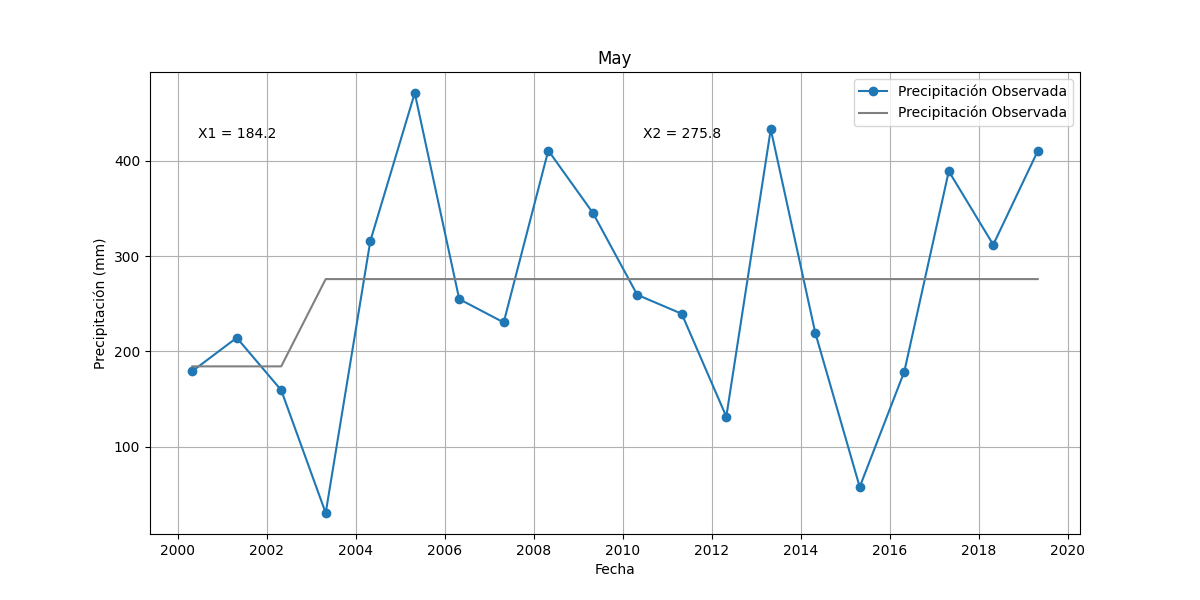 May
Precipitación Observada
Precipitación Observada
X1 = 184.2
X2 = 275.8
Precipitación (mm)
400
300
200
100
2000 2002 2004 2006 2008 2010 2012 2014 2016 2018 2020
Fecha